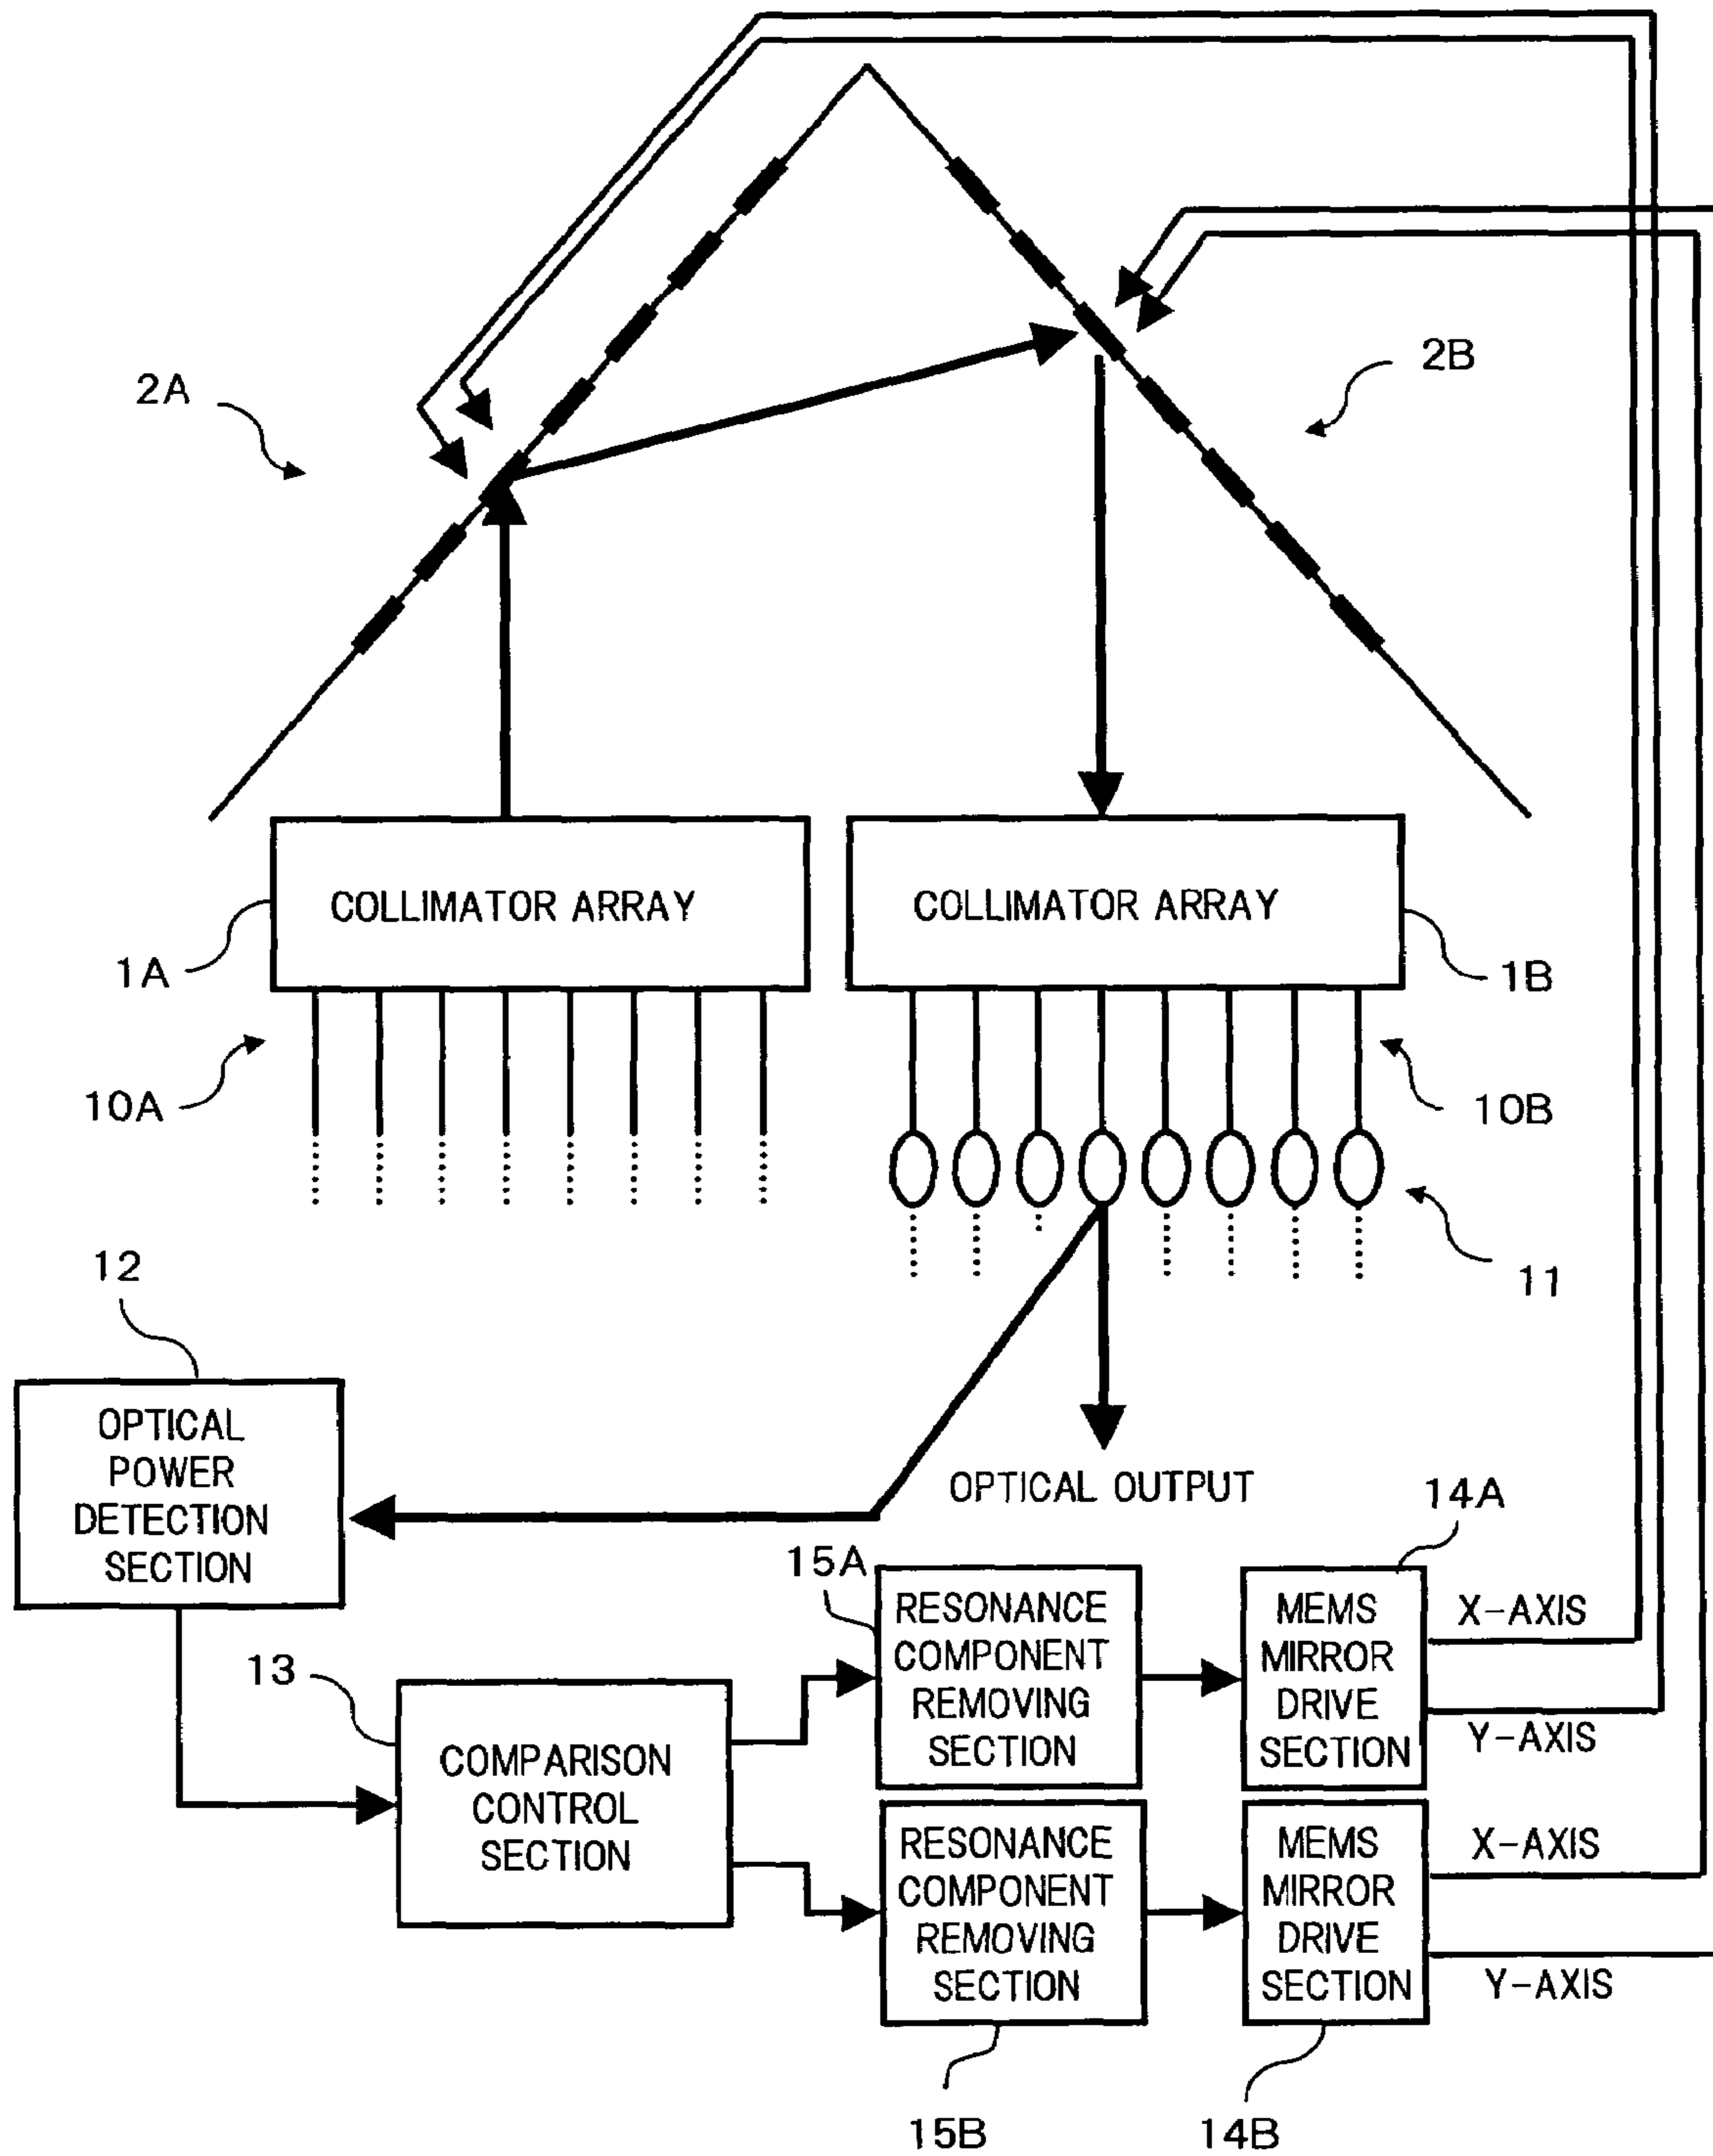 2A
2B
COLLIMATOR ARRAY
COLLIMATOR ARRAY
1A
1B
10A
10B
11
12
OPTICAL
POWER
DETECTION
SECTION
OPTICAL OUTPUT
14A
15A
RESONANCE
COMPONENT
REMOVING
SECTION
MEMS
MIRROR
DRIVE
SECTION
X-AXIS
Y-AXIS
13
COMPARISON
CONTROL
SECTION
RESONANCE
COMPONENT
REMOVING
SECTION
MEMS
MIRROR
DRIVE
SECTION
X-AXIS
Y-AXIS
15B
14B